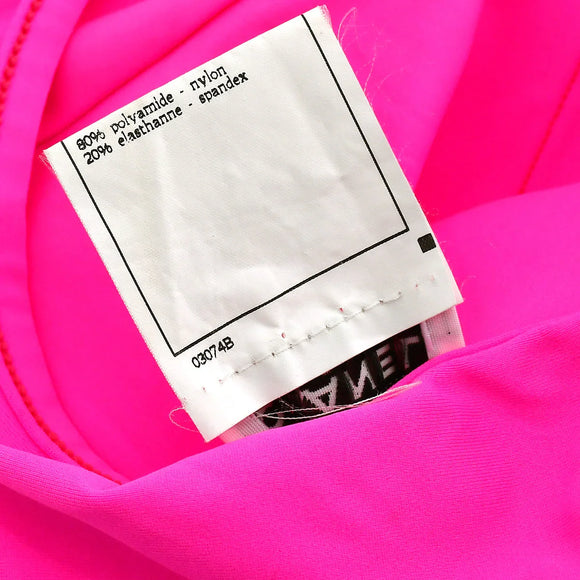 80% polyamide - nylon
20% elasthanne - spandex
03074B